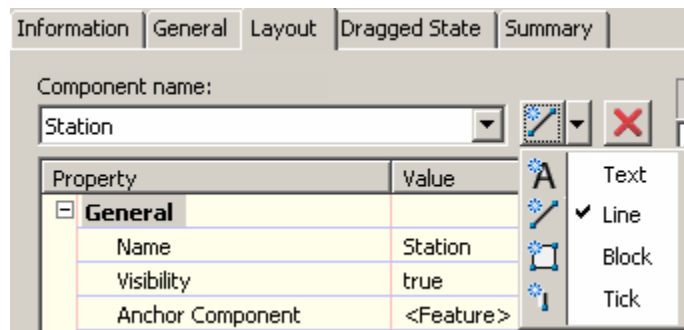 Information General Layout Dragged State Summary
Component name:
Station
Property Value
General
Name Station
Visibility true
Anchor Component <Feature>
Text
Line
Block
Tick